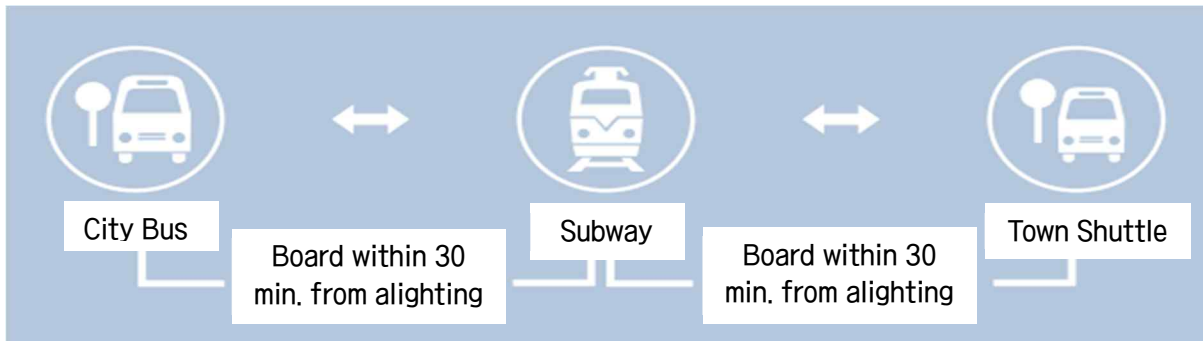 City Bus
Subway
Town Shuttle
Board within 30
min. from alighting
Board within 30
min. from alighting